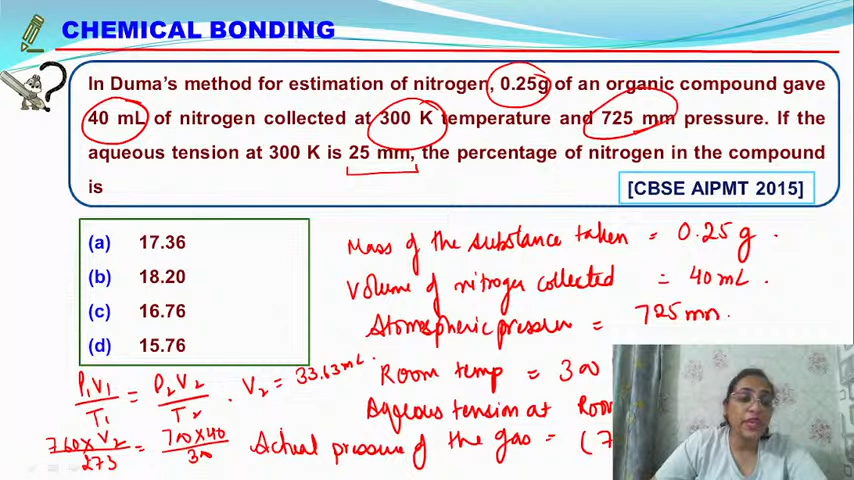 CHEMICAL BONDING
In Duma's method for estimation of nitrogen, 0.25g of an organic compound gave
40 mL of nitrogen collected at 300 K temperature and 725 mm pressure. If the
aqueous tension at 300 K is 25 mm, the percentage of nitrogen in the compound
is
[CBSE AIPMT 2015]
(a) 17.36
(b) 18.20
(c) 16.76
(d) 15.76
Mass of the substance taken = 0.25 g.
Volume of nitrogen collected = 40 mL.
Atomospheric pressure = 725 mm.
Room temp = 300
Aqueous tension at Room
Actual pressure of the gas = (7
P1V1/T1 = P2V2/T2 . V2 = 33.63 mL.
760 x V2/273 = 700 x 40/300